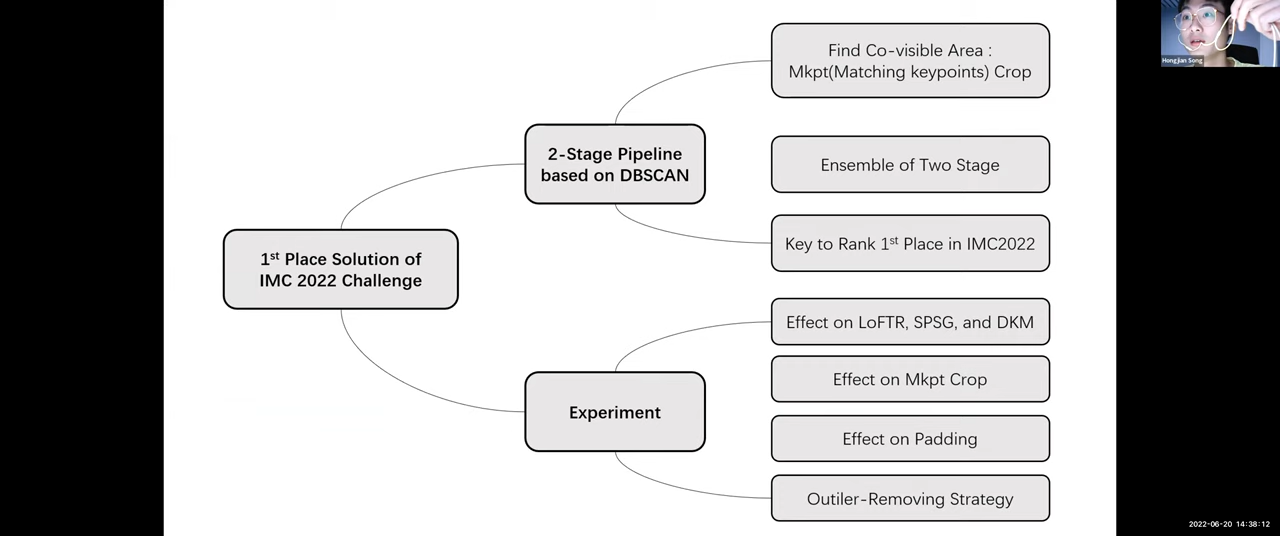 1st Place Solution of
IMC 2022 Challenge
2-Stage Pipeline
based on DBSCAN
Find Co-visible Area :
Mkpt(Matching keypoints) Crop
Ensemble of Two Stage
Key to Rank 1st Place in IMC2022
Experiment
Effect on LoFTR, SPSG, and DKM
Effect on Mkpt Crop
Effect on Padding
Outiler-Removing Strategy
Hongjian Song
2022-06-20 14:38:12